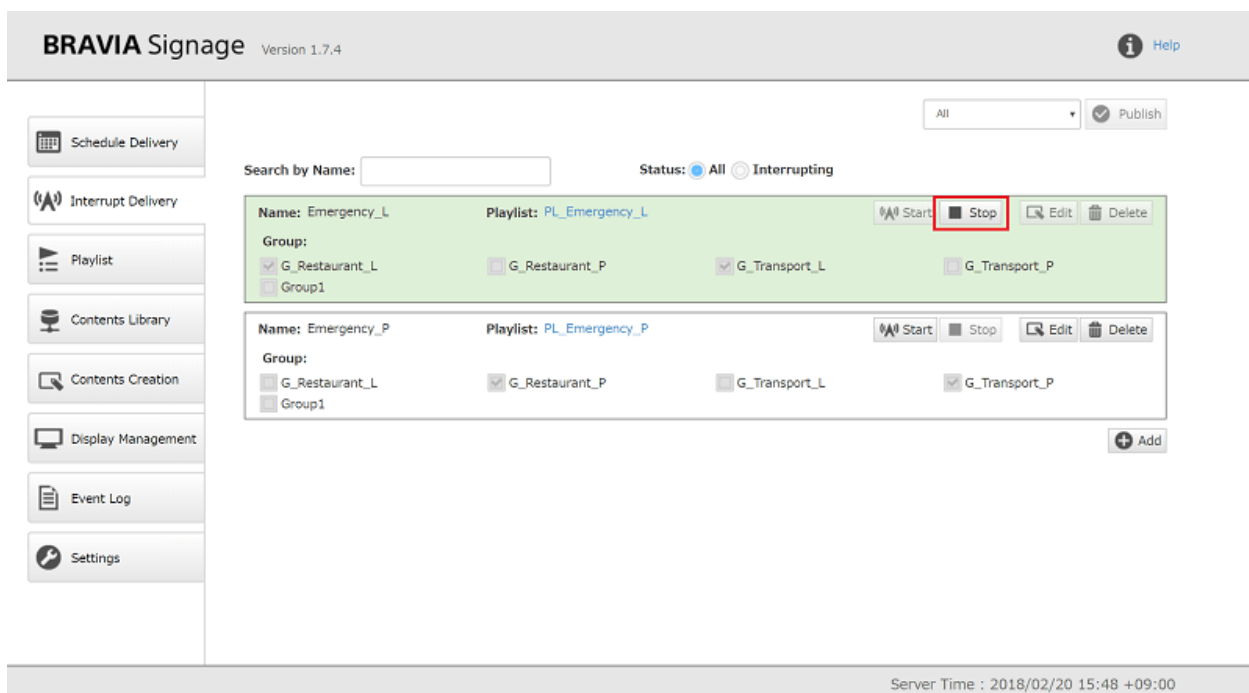 BRAVIA Signage Version 1.7.4
Help
All
Publish
Schedule Delivery
Interrupt Delivery
Playlist
Contents Library
Contents Creation
Display Management
Event Log
Settings
Search by Name:
Status: All Interrupting
Name: Emergency_L Playlist: PL_Emergency_L Start Stop Edit Delete
Group:
G_Restaurant_L G_Restaurant_P G_Transport_L G_Transport_P
Group1
Name: Emergency_P Playlist: PL_Emergency_P Start Stop Edit Delete
Group:
G_Restaurant_L G_Restaurant_P G_Transport_L G_Transport_P
Group1
Add
Server Time : 2018/02/20 15:48 +09:00